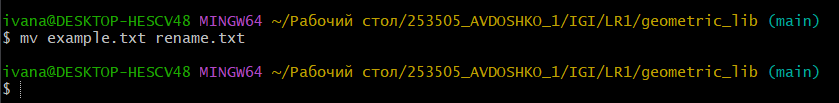 ivana@DESKTOP-HESCV48 MINGW64 ~/Рабочий стол/253505_AVDOSHKO_1/IGI/LR1/geometric_lib (main)
$ mv example.txt rename.txt
ivana@DESKTOP-HESCV48 MINGW64 ~/Рабочий стол/253505_AVDOSHKO_1/IGI/LR1/geometric_lib (main)
$